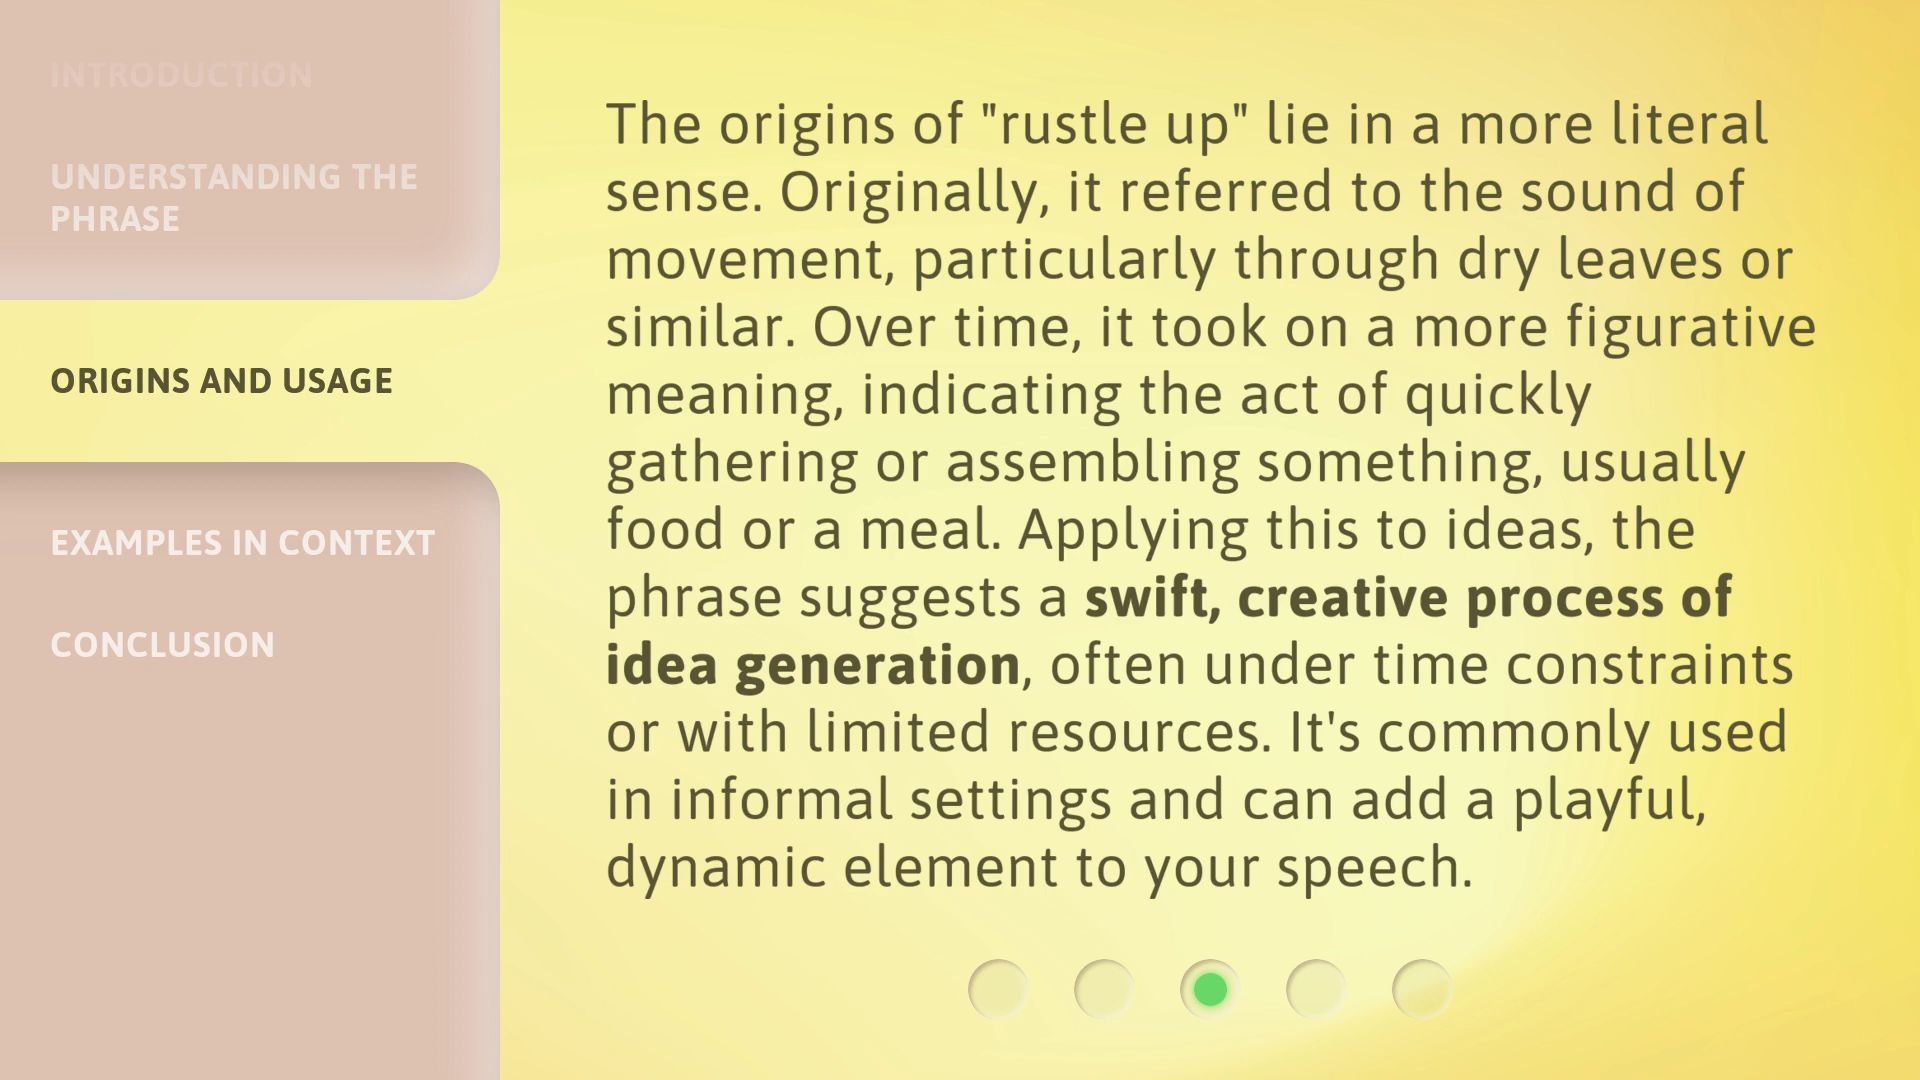 INTRODUCTION
UNDERSTANDING THE
PHRASE
ORIGINS AND USAGE
EXAMPLES IN CONTEXT
CONCLUSION
The origins of "rustle up" lie in a more literal
sense. Originally, it referred to the sound of
movement, particularly through dry leaves or
similar. Over time, it took on a more figurative
meaning, indicating the act of quickly
gathering or assembling something, usually
food or a meal. Applying this to ideas, the
phrase suggests a swift, creative process of
idea generation, often under time constraints
or with limited resources. It's commonly used
in informal settings and can add a playful,
dynamic element to your speech.